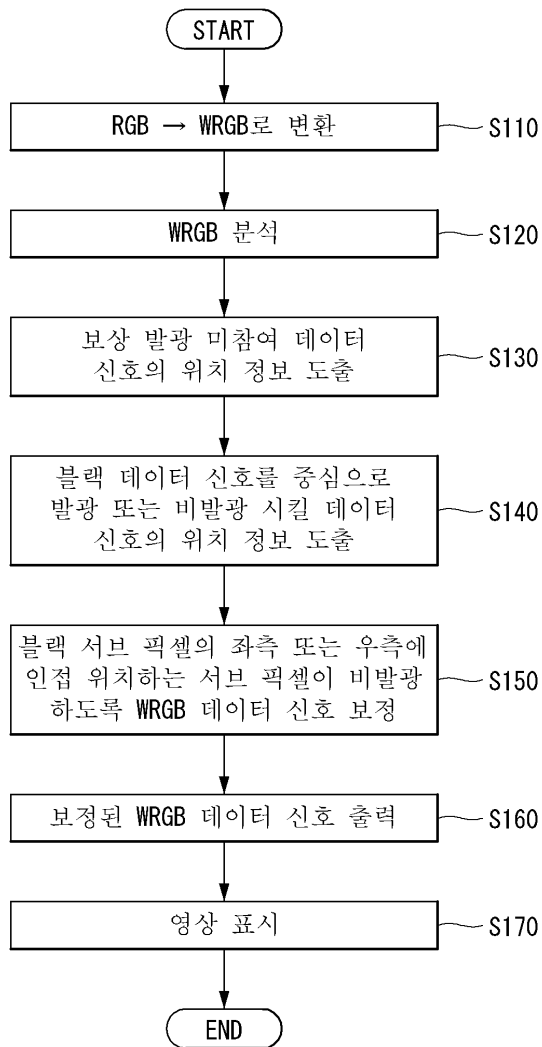 START
RGB → WRGB로 변환
S110
WRGB 분석
S120
보상 발광 미참여 데이터
신호의 위치 정보 도출
S130
블랙 데이터 신호를 중심으로
발광 또는 비발광 시킬 데이터
신호의 위치 정보 도출
S140
블랙 서브 픽셀의 좌측 또는 우측에
인접 위치하는 서브 픽셀이 비발광
하도록 WRGB 데이터 신호 보정
S150
보정된 WRGB 데이터 신호 출력
S160
영상 표시
S170
END